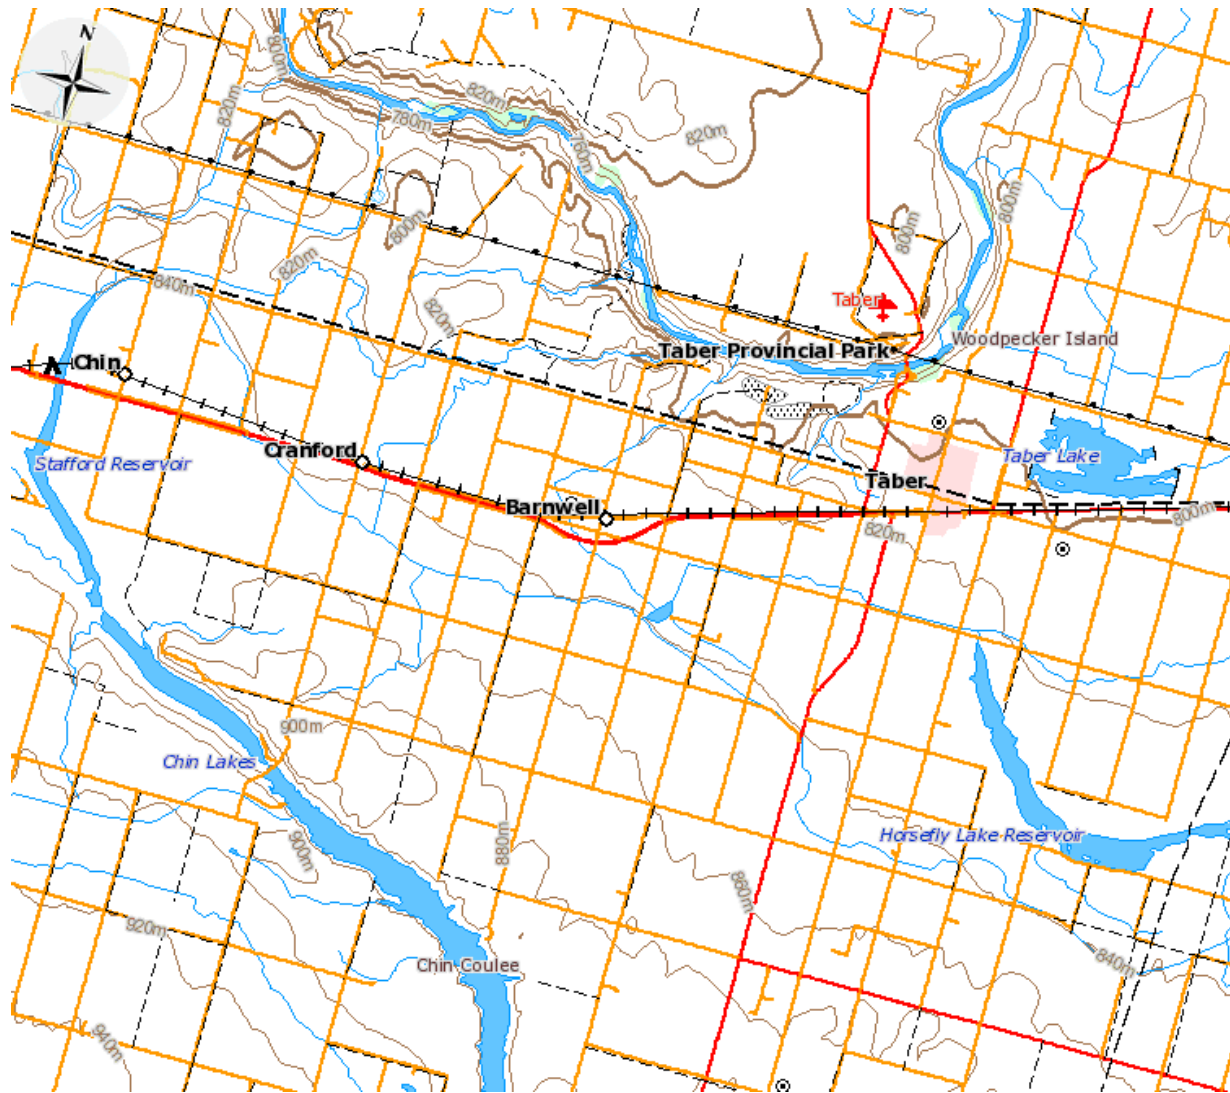 N
800m
820m
820m
780m
760m
820m
800m
800m
800m
820m
840m
820m
Taber
Woodpecker Island
Taber Provincial Park
Chin
Cranford
Stafford Reservoir
Taber Lake
Taber
Barnwell
800m
820m
900m
Chin Lakes
Horsefly Lake Reservoir
880m
900m
860m
920m
Chin Coulee
840m
940m